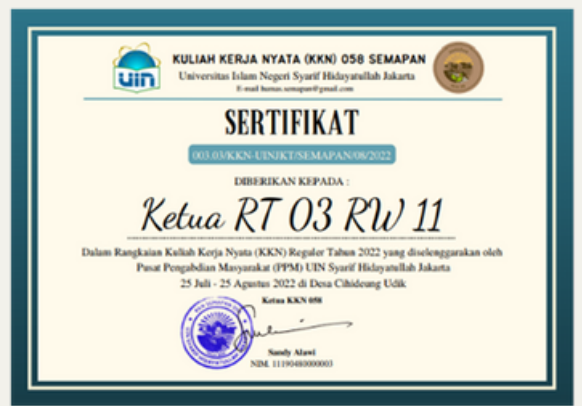 KULIAH KERJA NYATA (KKN) 058 SEMAPAN
Universitas Islam Negeri Syarif Hidayatullah Jakarta
E-mail humas.semapan@gmail.com
uin
SERTIFIKAT
003.03/KKN-UINJKT/SEMAPAN/08/2022
DIBERIKAN KEPADA :
Ketua RT 03 RW 11
Dalam Rangkaian Kuliah Kerja Nyata (KKN) Reguler Tahun 2022 yang diselenggarakan oleh
Pusat Pengabdian Masyarakat (PPM) UIN Syarif Hidayatullah Jakarta
25 Juli - 25 Agustus 2022 di Desa Cihideung Udik
Ketua KKN 058
Sandy Alawi
NIM. 11190480000003